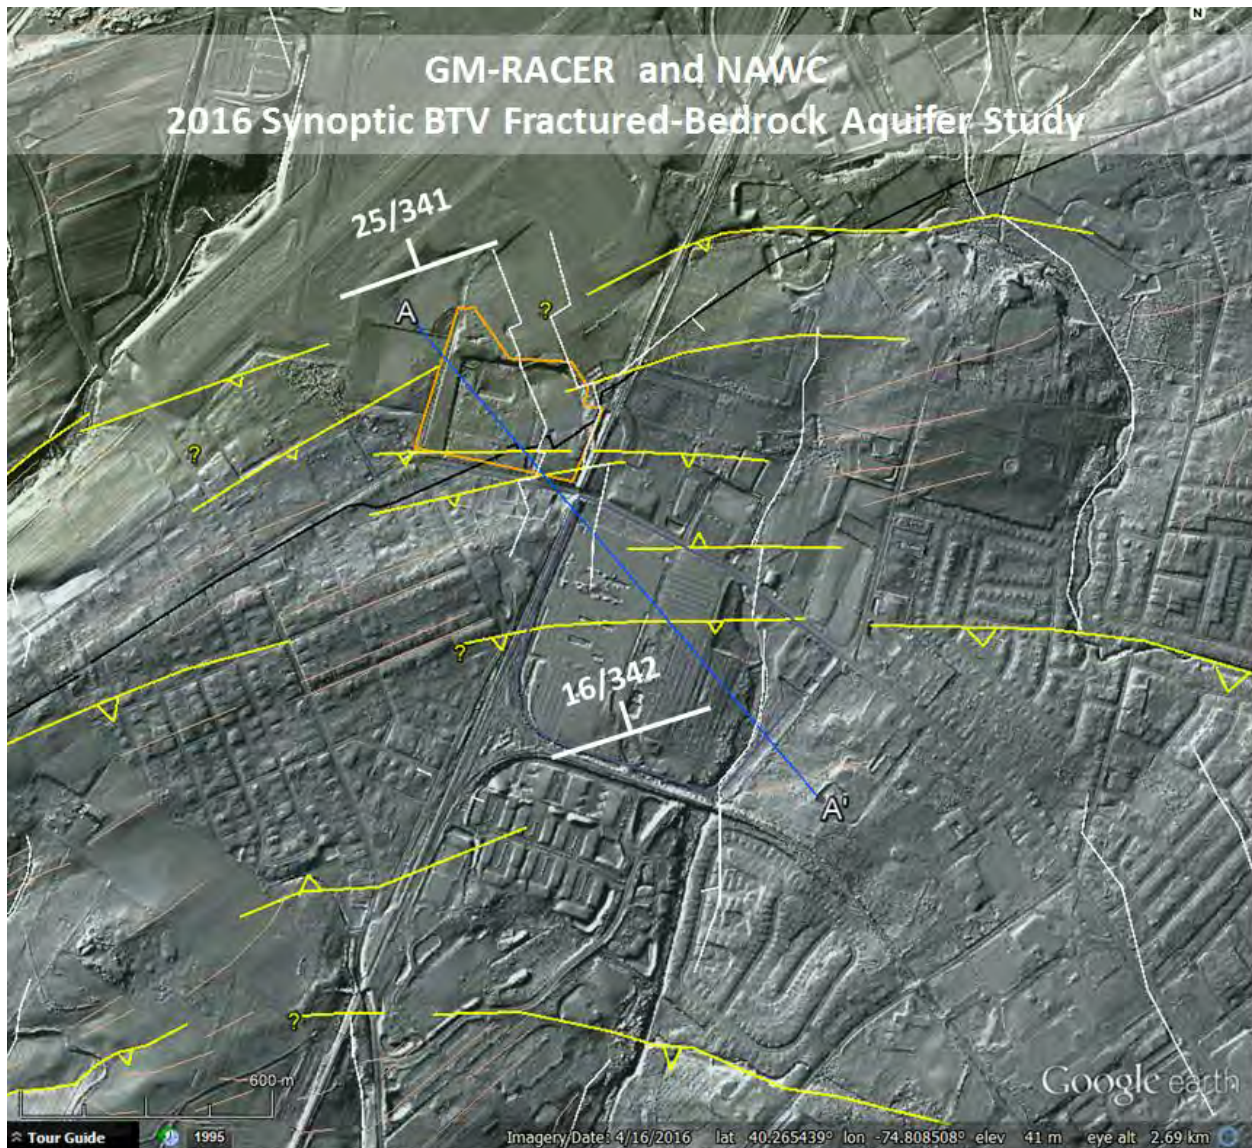 N
GM-RACER and NAWC
2016 Synoptic BTV Fractured-Bedrock Aquifer Study
25/341
A
?
?
?
16/342
A'
?
600 m
Google earth
Tour Guide
1995
Imagery Date: 4/16/2016 lat 40.265439° lon -74.808508° elev 41 m eye alt 2.69 km